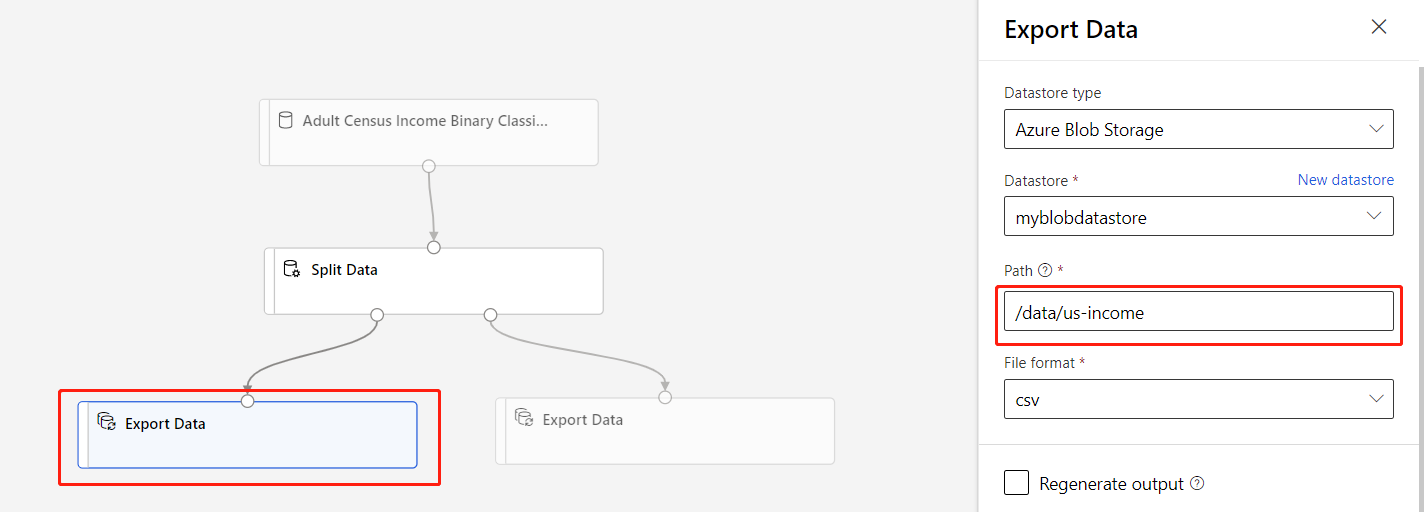 Adult Census Income Binary Classi...
Split Data
Export Data
Export Data
Export Data
Datastore type
Azure Blob Storage
Datastore * New datastore
myblobdatastore
Path *
/data/us-income
File format *
csv
Regenerate output